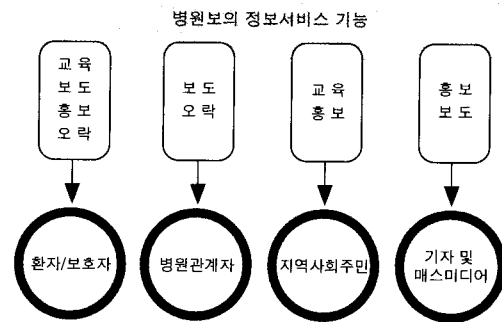 병원보의 정보서비스 기능
교 육
보 도
홍 보
오 락
보 도
오 락
교 육
홍 보
홍 보
보 도
환자/보호자
병원관계자
지역사회주민
기자 및
매스미디어